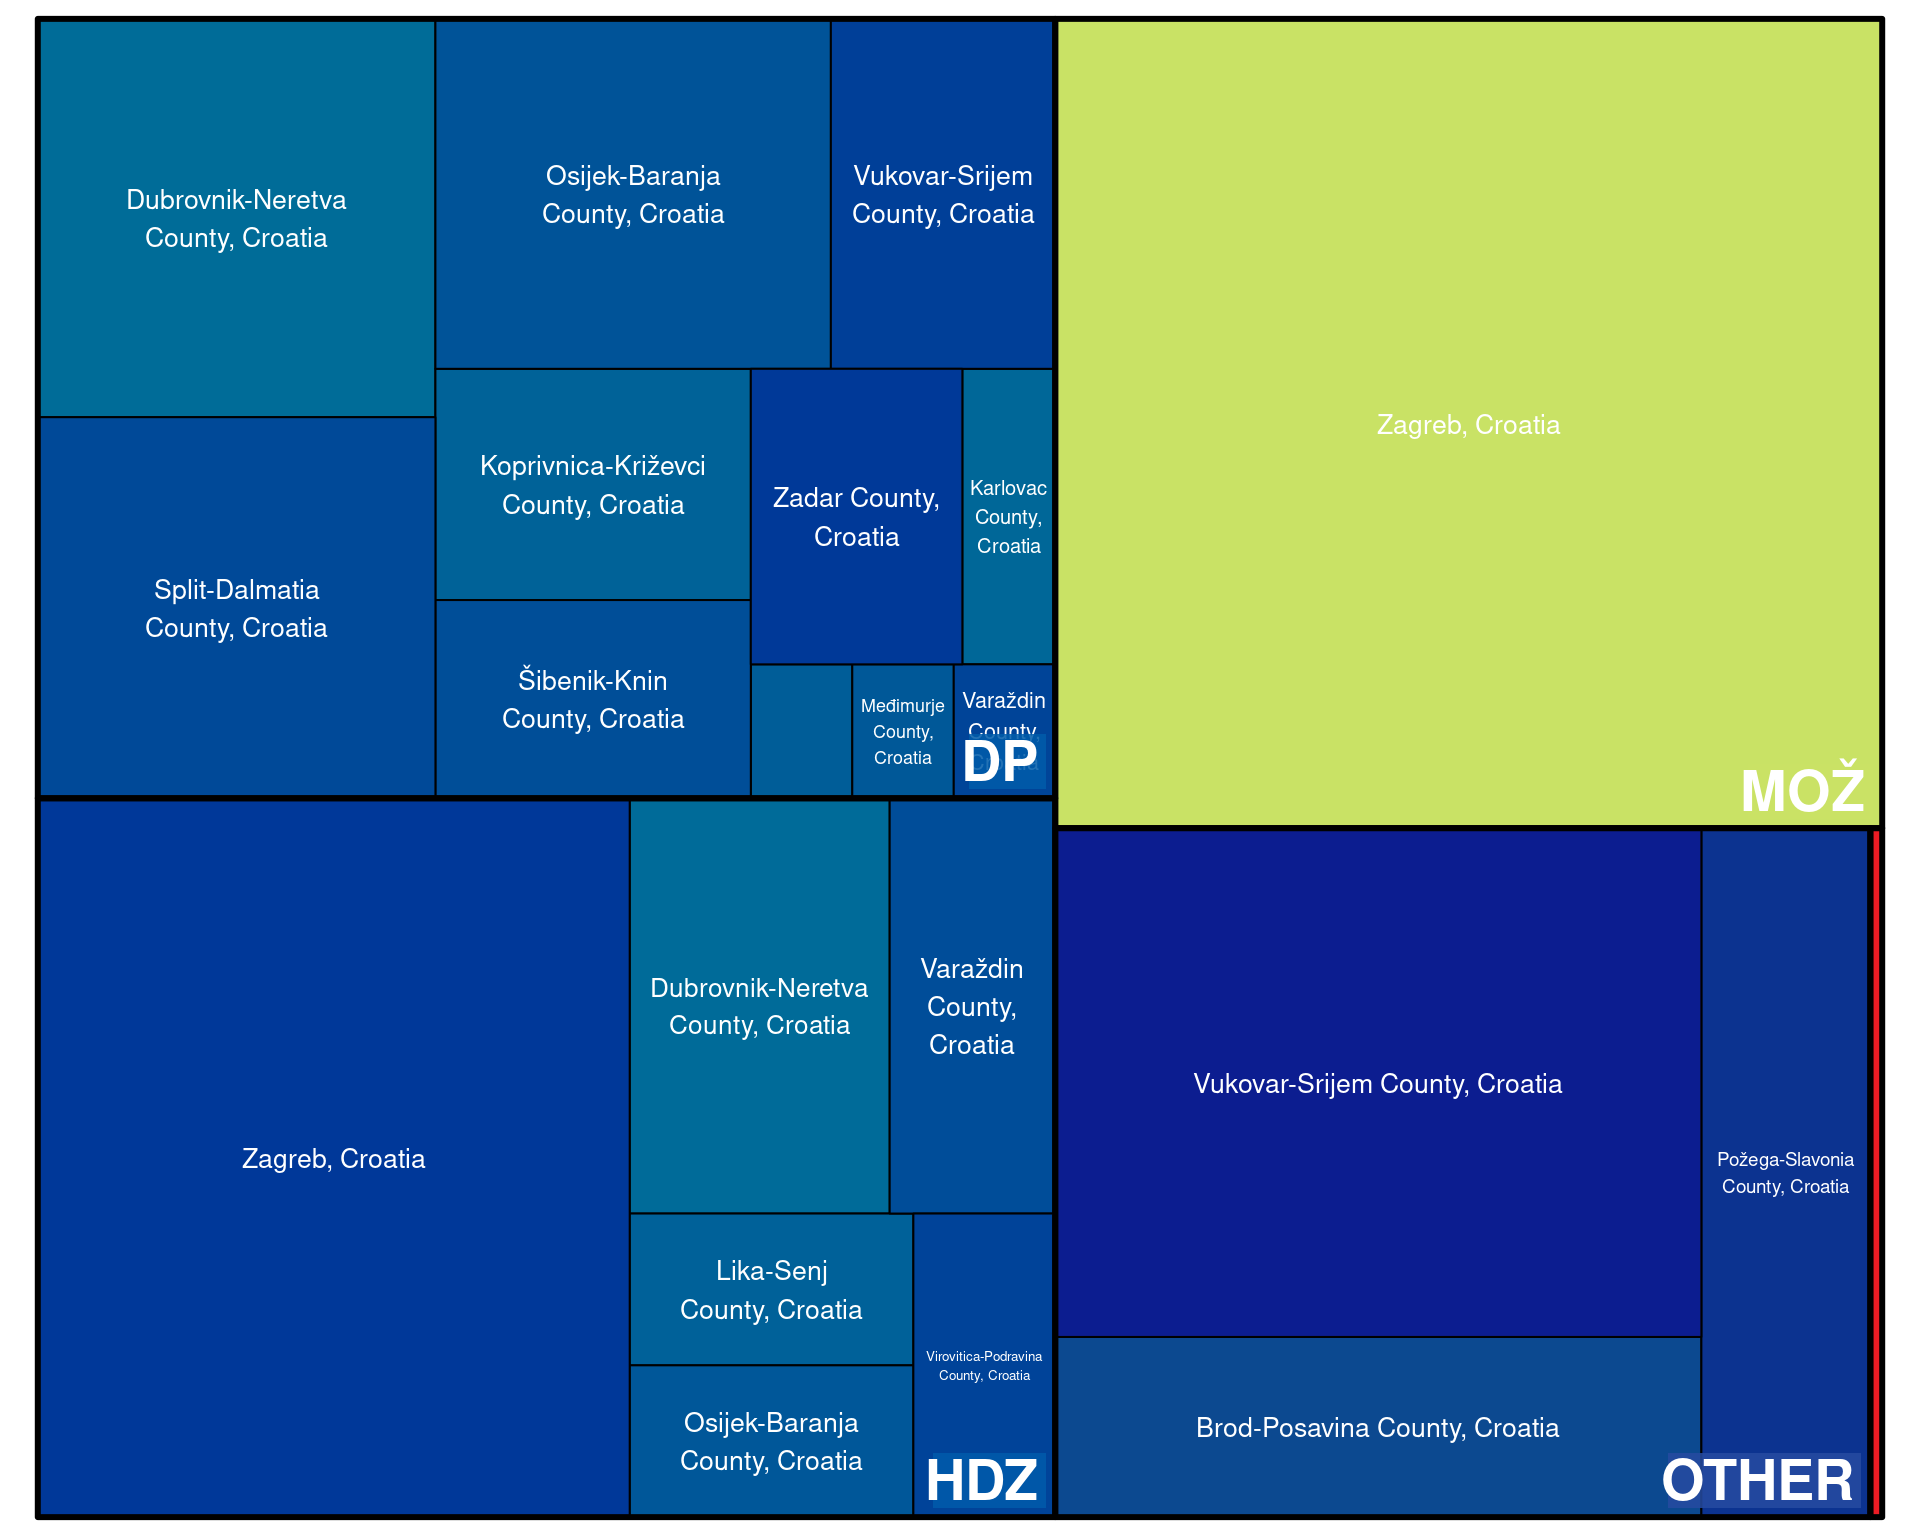 Dubrovnik-Neretva
County, Croatia
Osijek-Baranja
County, Croatia
Vukovar-Srijem
County, Croatia
Split-Dalmatia
County, Croatia
Koprivnica-Križevci
County, Croatia
Šibenik-Knin
County, Croatia
Zadar County,
Croatia
Karlovac
County,
Croatia
Međimurje
County,
Croatia
Varaždin
County,
Croatia
DP
Zagreb, Croatia
MOŽ
Zagreb, Croatia
Dubrovnik-Neretva
County, Croatia
Varaždin
County,
Croatia
Lika-Senj
County, Croatia
Osijek-Baranja
County, Croatia
Virovitica-Podravina
County, Croatia
HDZ
Vukovar-Srijem County, Croatia
Požega-Slavonia
County, Croatia
Brod-Posavina County, Croatia
OTHER